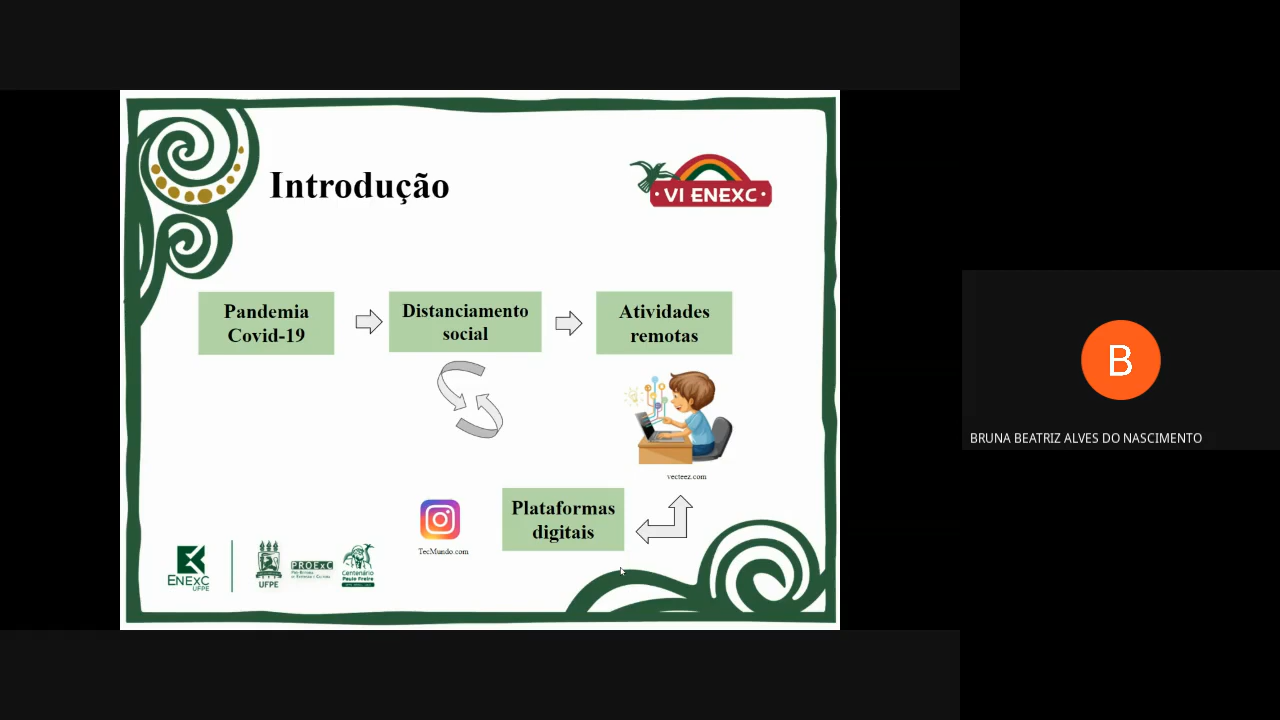 Introdução
· VI ENEXC ·
Pandemia
Covid-19
Distanciamento
social
Atividades
remotas
vecteez.com
Plataformas
digitais
TecMundo.com
ENEXC
UFPE
UFPE
PROExC
Centenário
Paulo Freire
B
BRUNA BEATRIZ ALVES DO NASCIMENTO